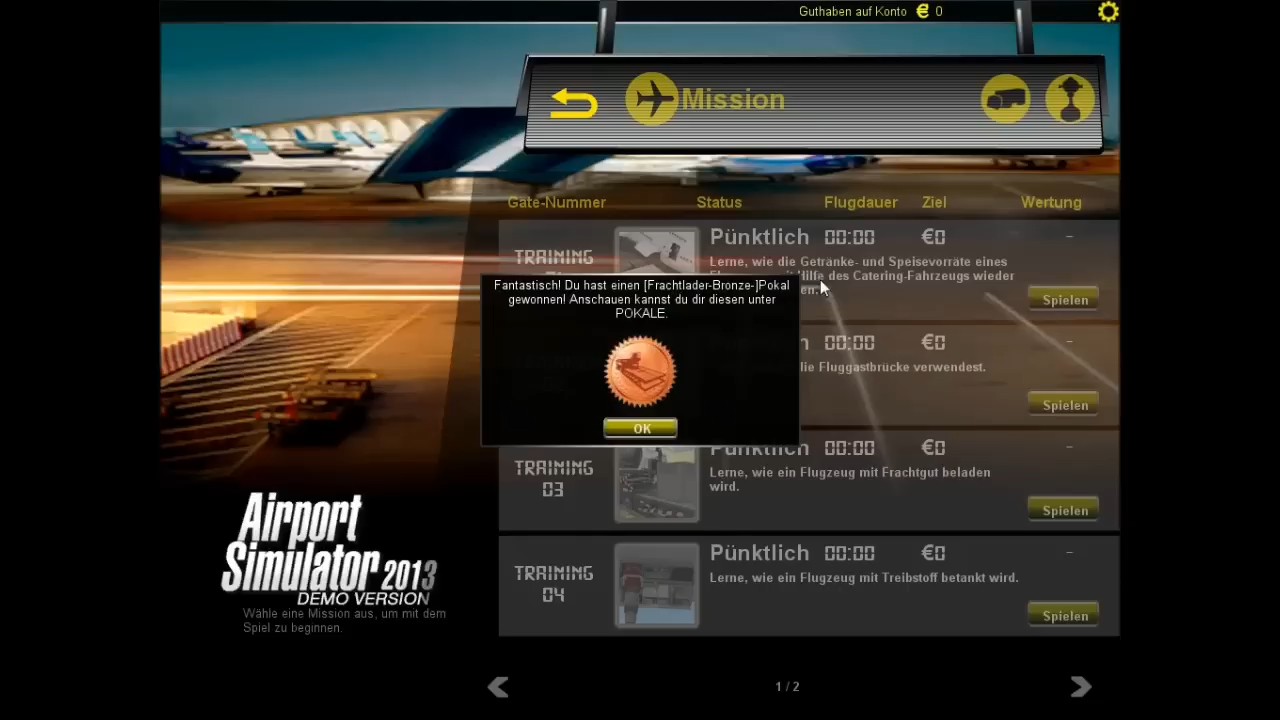 Guthaben auf Konto € 0
Mission
Gate-Nummer Status Flugdauer Ziel Wertung
TRAINING
Pünktlich 00:00 €0 -
Lerne, wie die Getränke- und Speisevorräte eines
Hilfe des Catering-Fahrzeugs wieder
Spielen
Fantastisch! Du hast einen [Frachtlader-Bronze-]Pokal
gewonnen! Anschauen kannst du dir diesen unter
POKALE.
OK
00:00 €0 -
die Fluggastbrücke verwendest.
Spielen
TRAINING
03
Pünktlich 00:00 €0 -
Lerne, wie ein Flugzeug mit Frachtgut beladen
wird.
Spielen
TRAINING
04
Pünktlich 00:00 €0 -
Lerne, wie ein Flugzeug mit Treibstoff betankt wird.
Spielen
Airport
Simulator 2013
DEMO VERSION
Wähle eine Mission aus, um mit dem
Spiel zu beginnen.
1 / 2